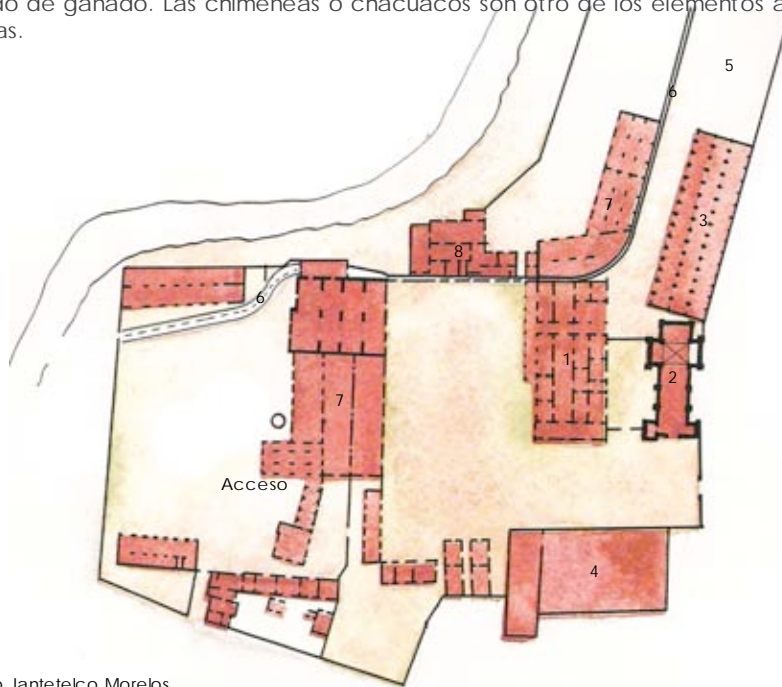 do de ganado. Las chimeneas o chacuacos son otro de los elementos
as.
5
6
7
3
8
6
1
2
7
Acceso
4
Jantetelco Morelos